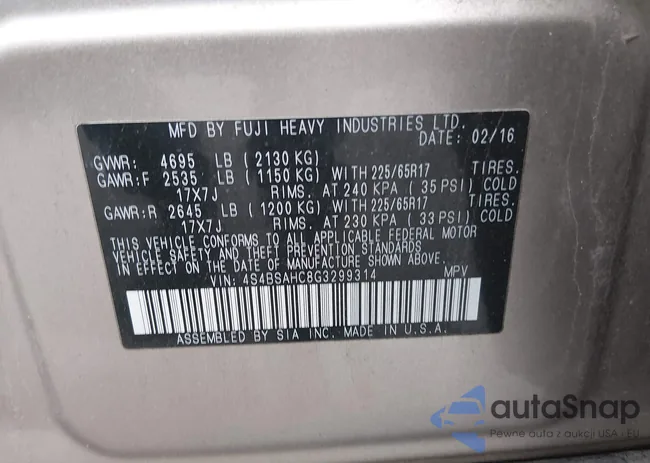 MFD BY FUJI HEAVY INDUSTRIES LTD.
DATE: 02/16
GVWR: 4695 LB (2130 KG)
GAWR:F 2535 LB (1150 KG) WITH 225/65R17 TIRES.
17X7J RIMS. AT 240 KPA (35 PSI) COLD
GAWR:R 2645 LB (1200 KG) WITH 225/65R17 TIRES.
17X7J RIMS. AT 230 KPA (33 PSI) COLD
THIS VEHICLE CONFORMS TO ALL APPLICABLE FEDERAL MOTOR
VEHICLE SAFETY AND THEFT PREVENTION STANDARDS
IN EFFECT ON THE DATE OF MANUFACTURE SHOWN ABOVE.
VIN: 4S4BSAHC8G3299314 MPV
ASSEMBLED BY SIA INC. MADE IN U.S.A.
autaSnap
Pewne auta z aukcji USA - EU